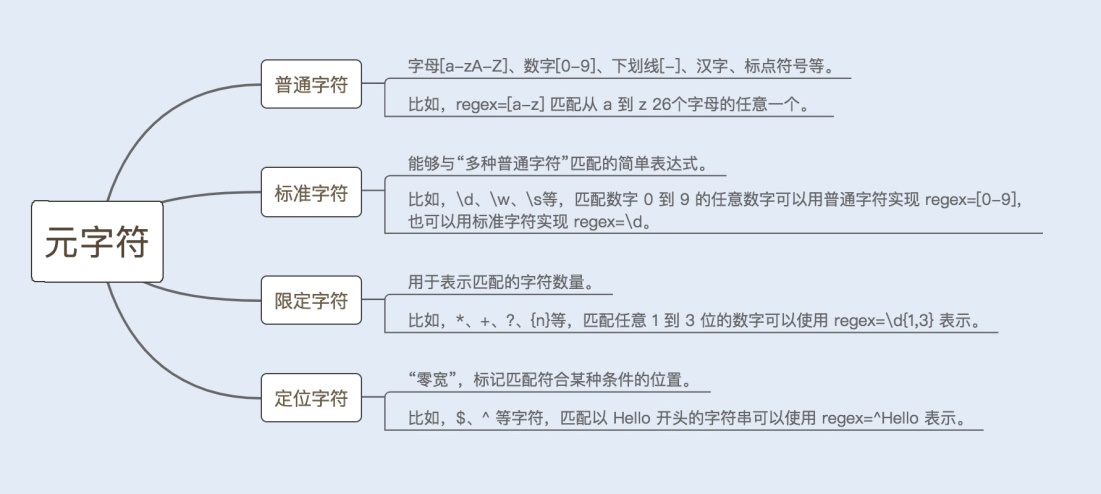 元字符
普通字符
字母[a-zA-Z]、数字[0-9]、下划线[-]、汉字、标点符号等。
比如，regex=[a-z] 匹配从 a 到 z 26个字母的任意一个。
标准字符
能够与“多种普通字符”匹配的简单表达式。
比如，\d、\w、\s等，匹配数字 0 到 9 的任意数字可以用普通字符实现 regex=[0-9]，
也可以用标准字符实现 regex=\d。
限定字符
用于表示匹配的字符数量。
比如，*、+、?、{n}等，匹配任意 1 到 3 位的数字可以使用 regex=\d{1,3} 表示。
定位字符
“零宽”，标记匹配符合某种条件的位置。
比如，$、^ 等字符，匹配以 Hello 开头的字符串可以使用 regex=^Hello 表示。